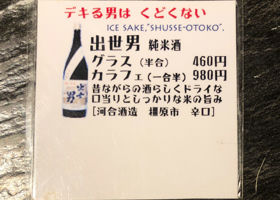 デキる男は くどくない
ICE SAKE,"SHUSSE-OTOKO".
出世男 純米酒
グラス(半合) 460円
カラフェ(一合半) 980円
昔ながらの酒らしくドライな
口当りとしっかりな米の旨み
[河合酒造 橿原市 辛口]
出世男